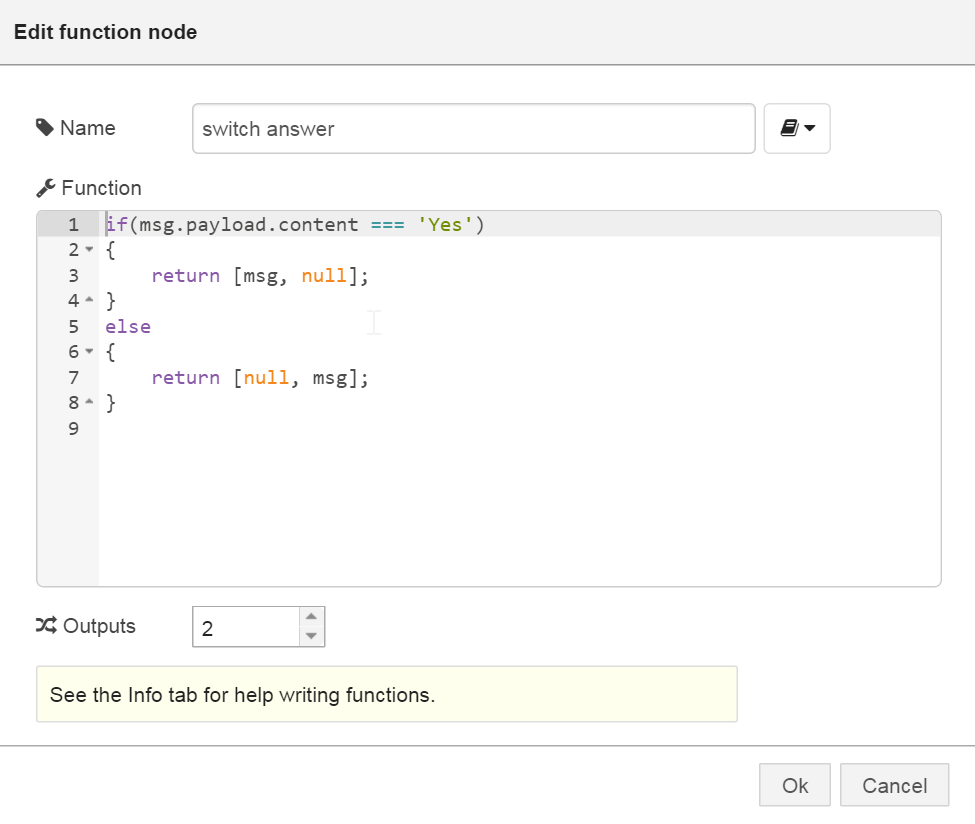 Edit function node
Name
switch answer
Function
1 if(msg.payload.content === 'Yes')
2 {
3     return [msg, null];
4 }
5 else
6 {
7     return [null, msg];
8 }
9
Outputs
2
See the Info tab for help writing functions.
Ok
Cancel